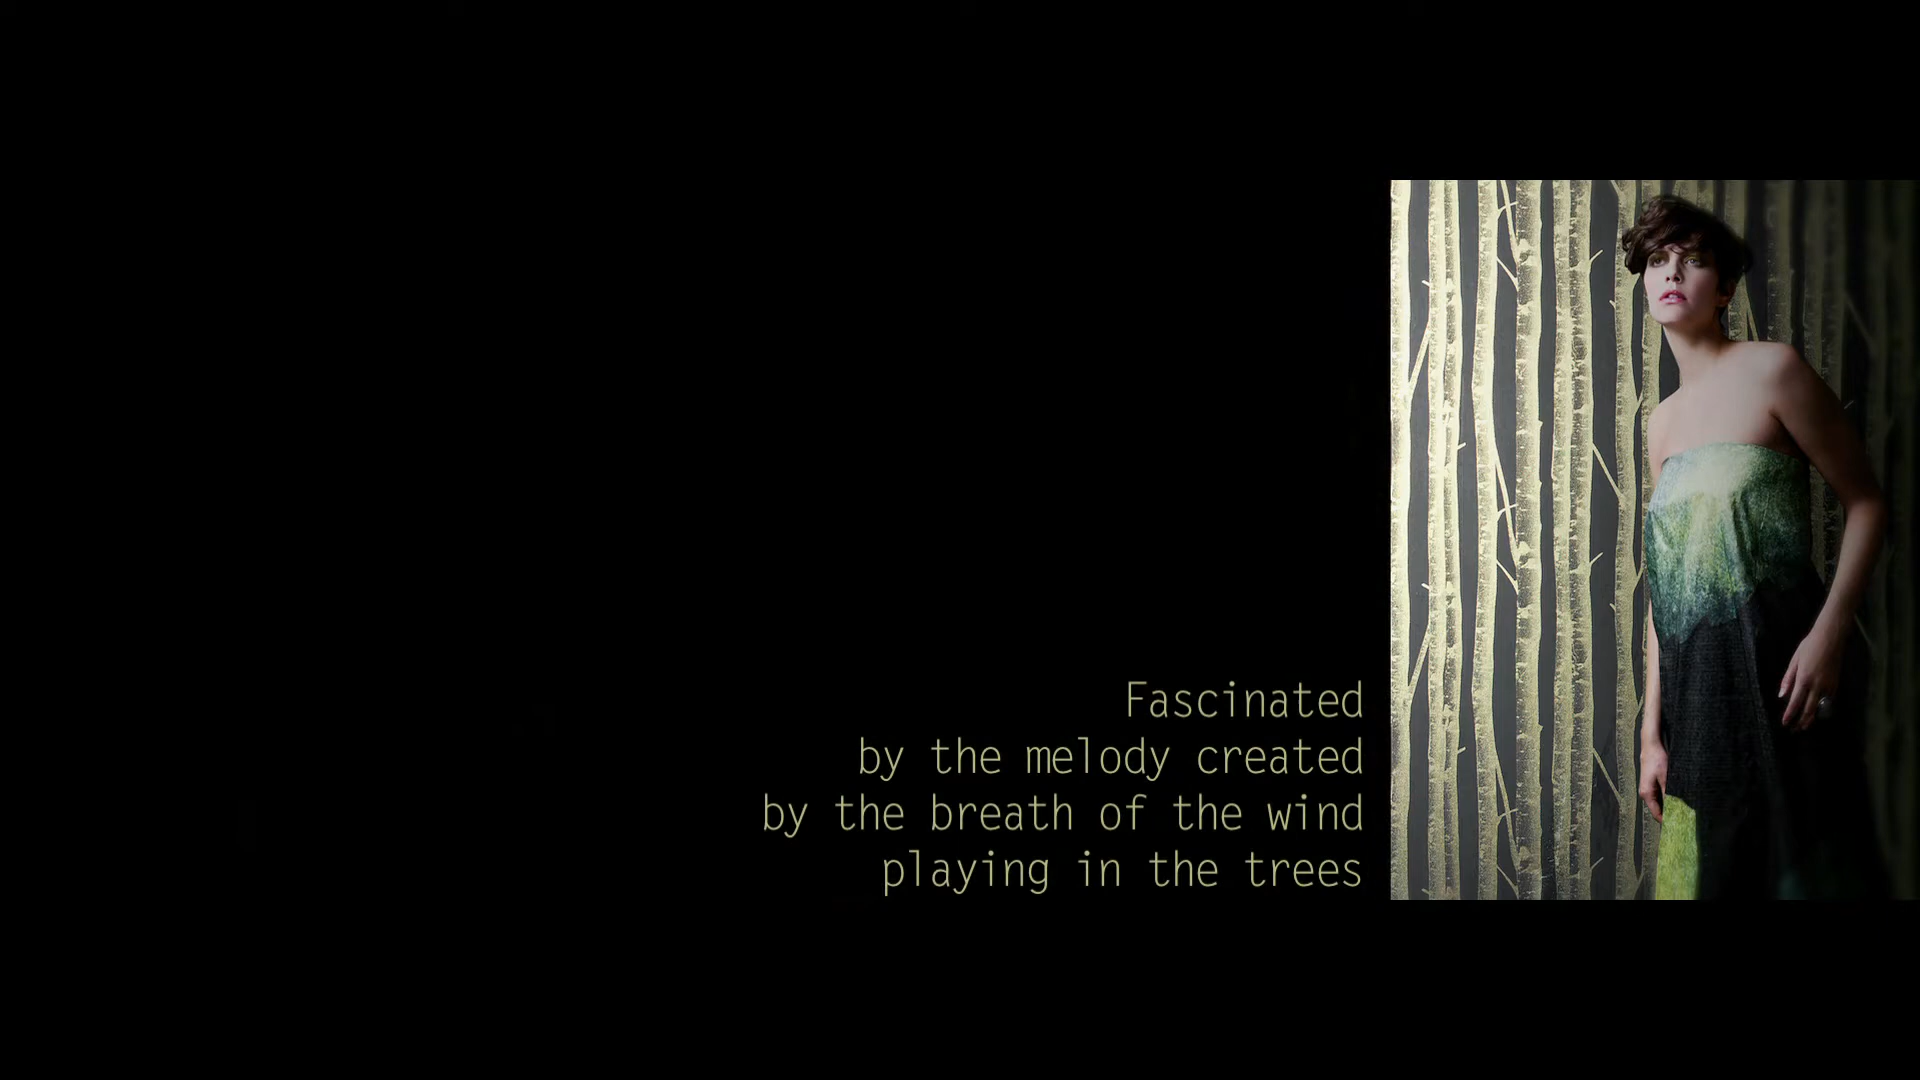 Fascinated
by the melody created
by the breath of the wind
playing in the trees